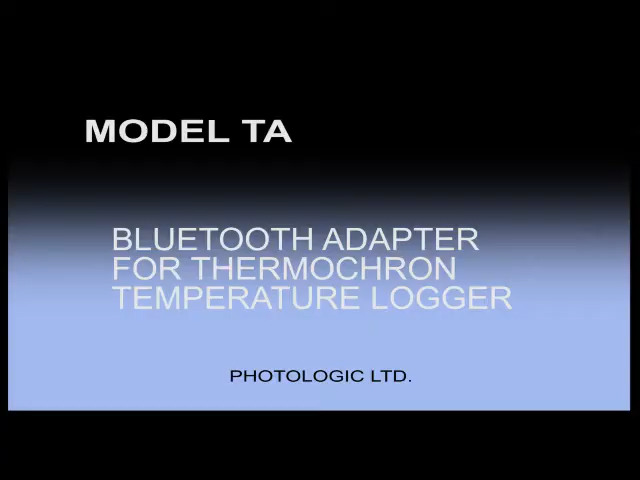 MODEL TA
BLUETOOTH ADAPTER
FOR THERMOCHRON
TEMPERATURE LOGGER
PHOTOLOGIC LTD.